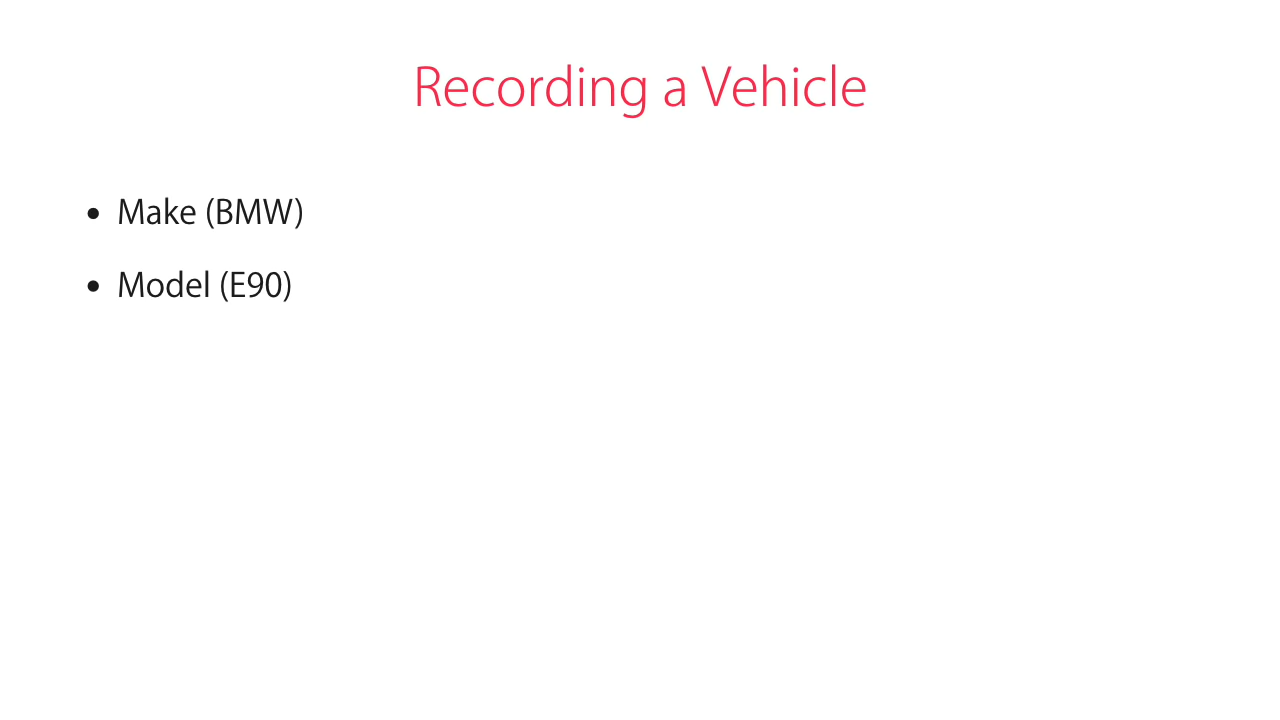 Recording a Vehicle
• Make (BMW)
• Model (E90)